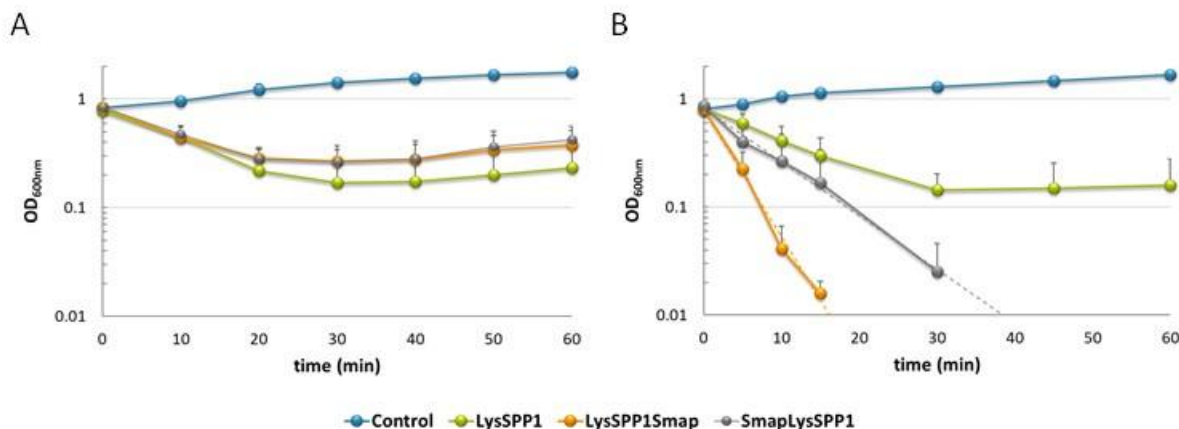 A
B
1
0.1
0.01
OD600nm
0 10 20 30 40 50 60
time (min)
1
0.1
0.01
OD600nm
0 10 20 30 40 50 60
time (min)
Control LysSPP1 LysSPP1Smap SmapLysSPP1